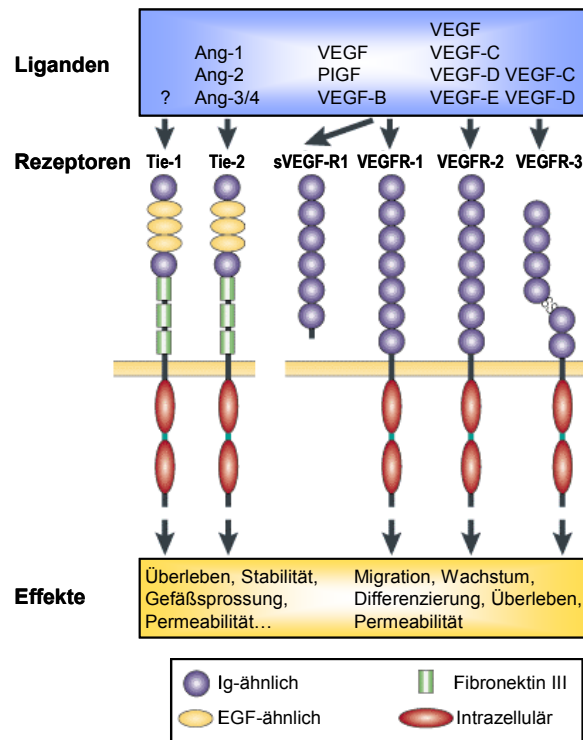 Liganden
VEGF
Ang-1 VEGF VEGF-C
Ang-2 PlGF VEGF-D VEGF-C
? Ang-3/4 VEGF-B VEGF-E VEGF-D
Rezeptoren Tie-1 Tie-2 sVEGF-R1 VEGFR-1 VEGFR-2 VEGFR-3
Effekte
Überleben, Stabilität,
Gefäßsprossung,
Permeabilität…
Migration, Wachstum,
Differenzierung, Überleben,
Permeabilität
Ig-ähnlich Fibronektin III
EGF-ähnlich Intrazellulär